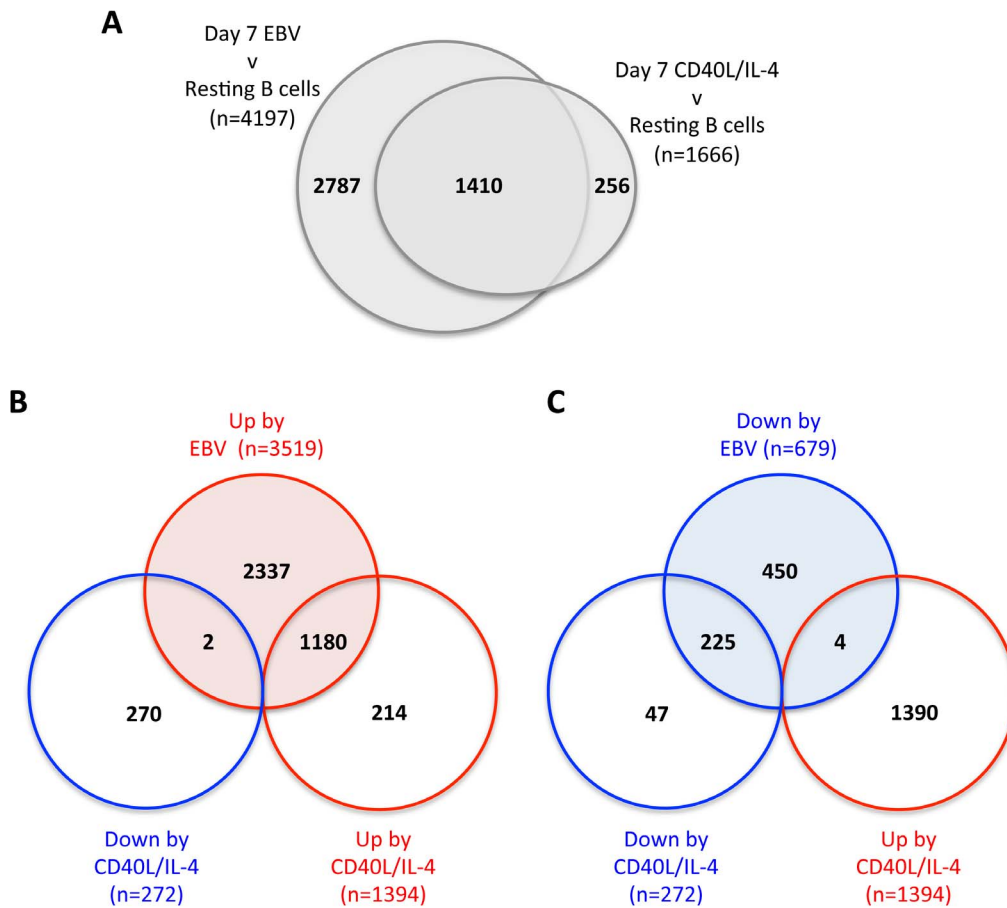 A
Day 7 EBV
v
Resting B cells
(n=4197)
Day 7 CD40L/IL-4
v
Resting B cells
(n=1666)
2787
1410
256
B
Up by
EBV (n=3519)
2337
2
1180
270
214
Down by
CD40L/IL-4
(n=272)
Up by
CD40L/IL-4
(n=1394)
C
Down by
EBV (n=679)
450
225
4
47
1390
Down by
CD40L/IL-4
(n=272)
Up by
CD40L/IL-4
(n=1394)